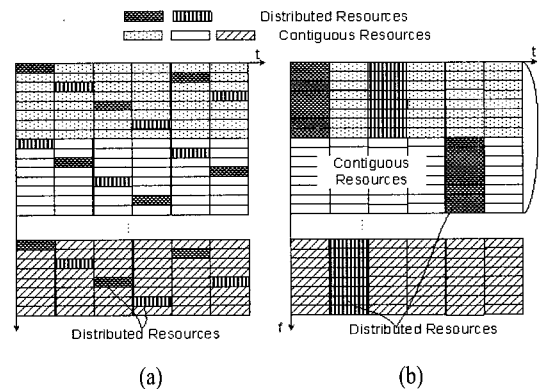 Distributed Resources
Contiguous Resources
t
t
Contiguous
Resources
f
Distributed Resources
Distributed Resources
(a)
(b)